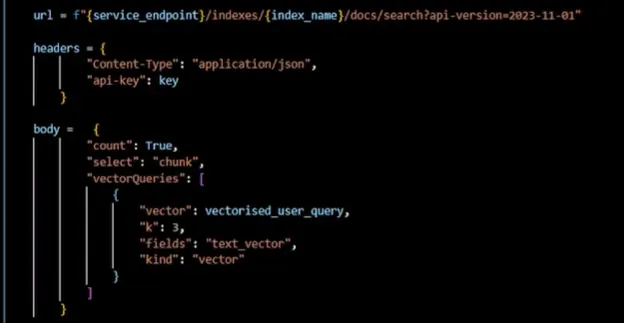 url = f"{service_endpoint}/indexes/{index_name}/docs/search?api-version=2023-11-01"
headers = {
"Content-Type": "application/json",
"api-key": key
}
body = {
"count": True,
"select": "chunk",
"vectorQueries": [
{
"vector": vectorised_user_query,
"k": 3,
"fields": "text_vector",
"kind": "vector"
}
]
}